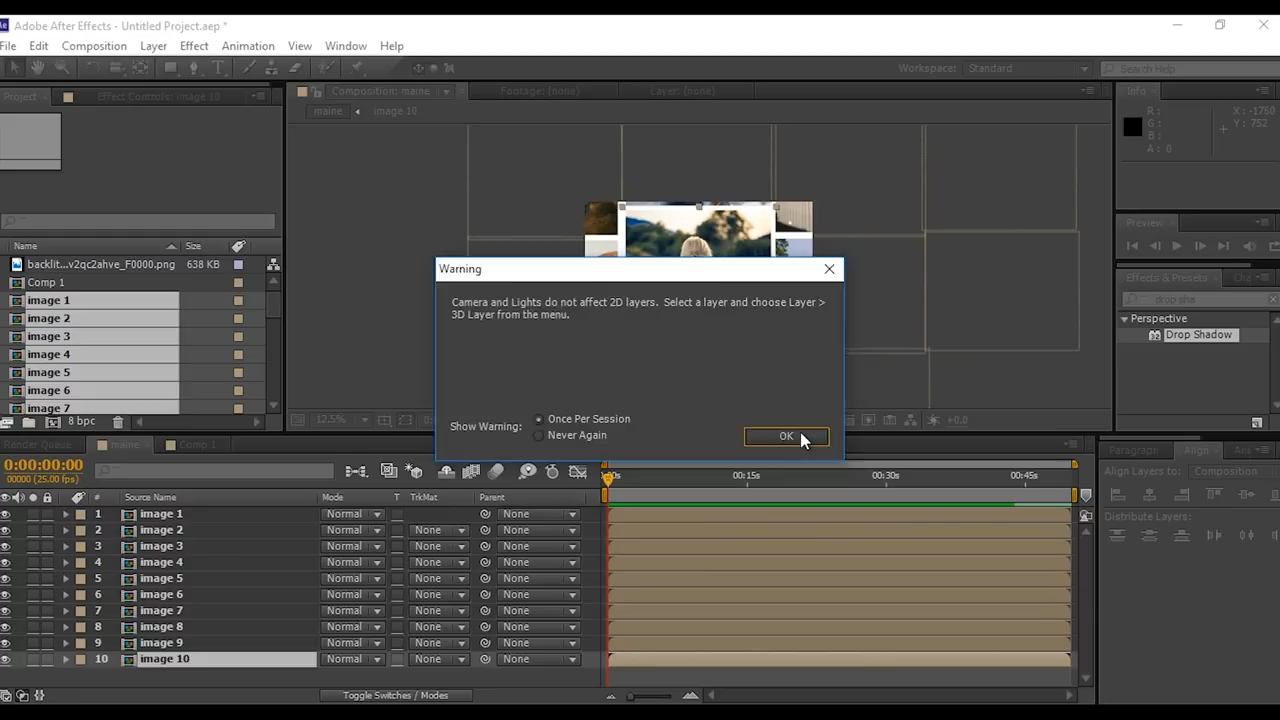 Adobe After Effects - Untitled Project.aep *
File Edit Composition Layer Effect Animation View Window Help
Workspace: Standard Search Help
Project Effect Controls: image 10
Composition: maine Footage: (none) Layer: (none)
maine image 10
Info
R : X : -1760
G : Y : 752
B :
A : 0
Preview
Effects & Presets
drop sha
Perspective
Drop Shadow
Name Size
backlit...v2qc2ahve_F0000.png 638 KB
Comp 1
image 1
image 2
image 3
image 4
image 5
image 6
image 7
8 bpc
12.5%
+0.0
Warning
Camera and Lights do not affect 2D layers. Select a layer and choose Layer >
3D Layer from the menu.
Show Warning: Once Per Session
Never Again
OK
Render Queue maine Comp 1
0:00:00:00
00000 (25.00 fps)
# Source Name Mode T TrkMat Parent
00:15s 00:30s 00:45s
1 image 1 Normal None
2 image 2 Normal None None
3 image 3 Normal None None
4 image 4 Normal None None
5 image 5 Normal None None
6 image 6 Normal None None
7 image 7 Normal None None
8 image 8 Normal None None
9 image 9 Normal None None
10 image 10 Normal None None
Toggle Switches / Modes
Paragraph Align
Align Layers to: Composition
Distribute Layers: